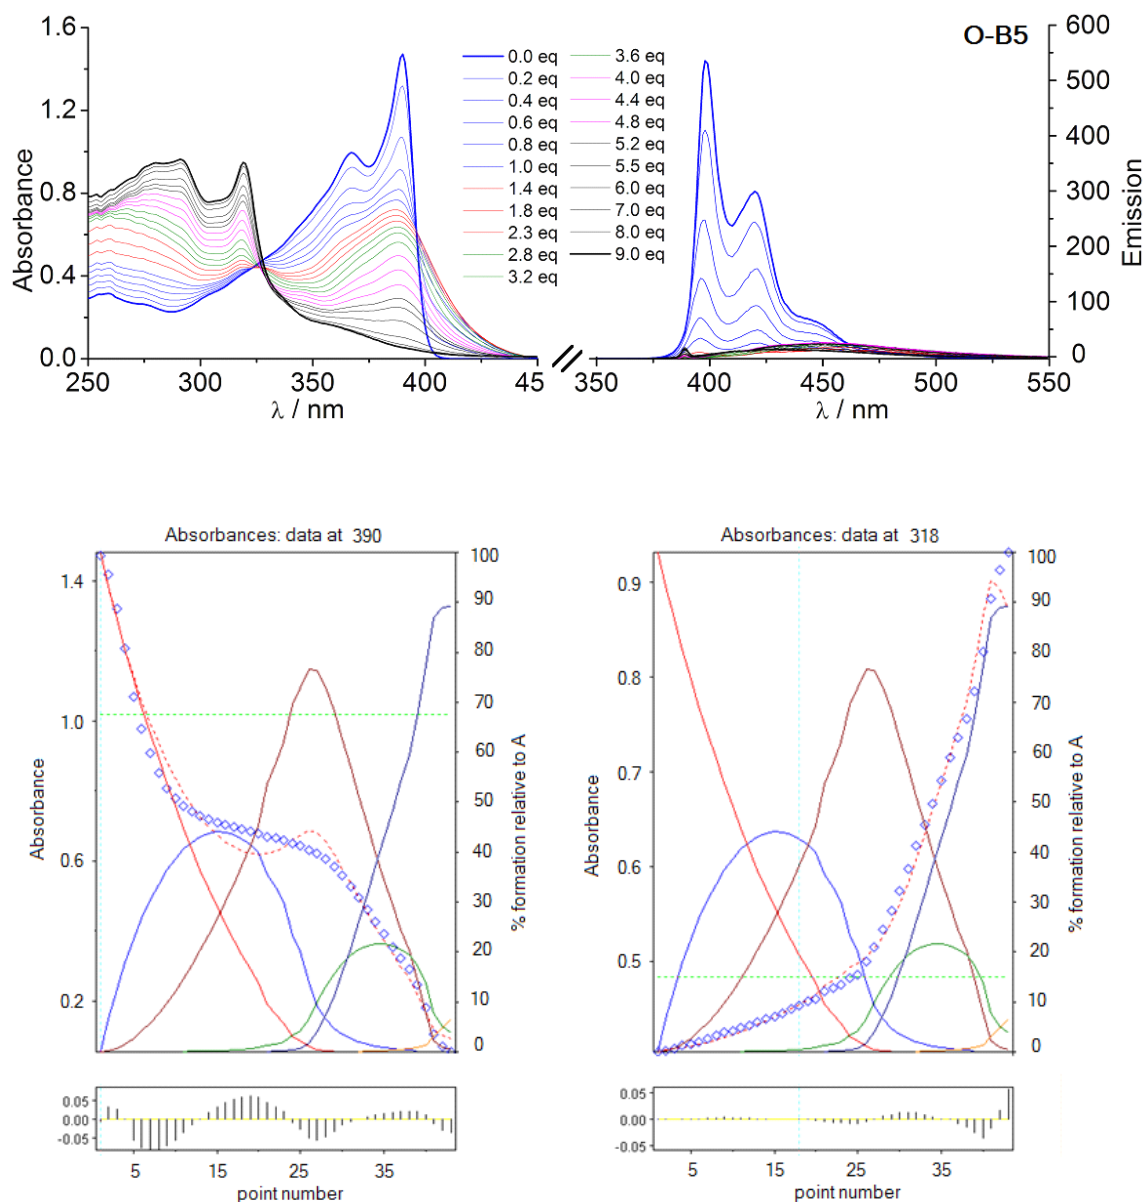 O-B5
Absorbance
1.6
1.2
0.8
0.4
0.0
0.0 eq
0.2 eq
0.4 eq
0.6 eq
0.8 eq
1.0 eq
1.4 eq
1.8 eq
2.3 eq
2.8 eq
3.2 eq
3.6 eq
4.0 eq
4.4 eq
4.8 eq
5.2 eq
5.5 eq
6.0 eq
7.0 eq
8.0 eq
9.0 eq
600
500
400
300
200
100
0
Emission
250 300 350 400 45
350 400 450 500 550
λ / nm
λ / nm
Absorbances: data at 390
Absorbance
1.4
1.0
0.6
0.2
100
90
80
70
60
50
40
30
20
10
0
% formation relative to A
0.05
0.00
-0.05
5 15 25 35
point number
Absorbances: data at 318
Absorbance
0.9
0.8
0.7
0.6
0.5
100
90
80
70
60
50
40
30
20
10
0
% formation relative to A
0.05
0.00
-0.05
5 15 25 35
point number